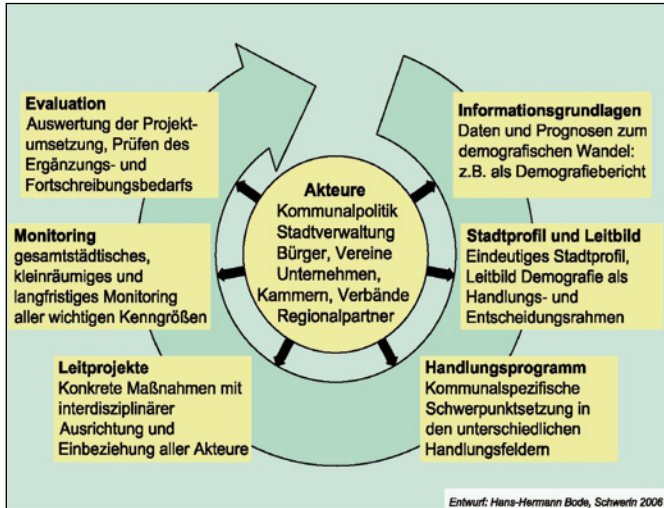 Evaluation
Auswertung der Projekt-
umsetzung, Prüfen des
Ergänzungs- und
Fortschreibungsbedarfs
Monitoring
gesamtstädtisches,
kleinräumiges und
langfristiges Monitoring
aller wichtigen Kenngrößen
Leitprojekte
Konkrete Maßnahmen mit
interdisziplinärer
Ausrichtung und
Einbeziehung aller Akteure
Akteure
Kommunalpolitik
Stadtverwaltung
Bürger, Vereine
Unternehmen,
Kammern, Verbände
Regionalpartner
Informationsgrundlagen
Daten und Prognosen zum
demografischen Wandel:
z.B. als Demografiebericht
Stadtprofil und Leitbild
Eindeutiges Stadtprofil,
Leitbild Demografie als
Handlungs- und
Entscheidungsrahmen
Handlungsprogramm
Kommunalspezifische
Schwerpunktsetzung in
den unterschiedlichen
Handlungsfeldern
Entwurf: Hans-Hermann Bode, Schwerin 2006